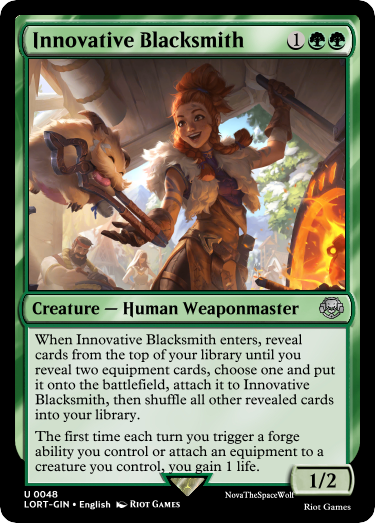 Innovative Blacksmith 1
Creature — Human Weaponmaster
When Innovative Blacksmith enters, reveal
cards from the top of your library until you
reveal two equipment cards, choose one and put
it onto the battlefield, attach it to Innovative
Blacksmith, then shuffle all other revealed cards
into your library.
The first time each turn you trigger a forge
ability you control or attach an equipment to a
creature you control, you gain 1 life.
1/2
U 0048
LORT-GIN • English Riot Games
NovaTheSpaceWolf
Riot Games